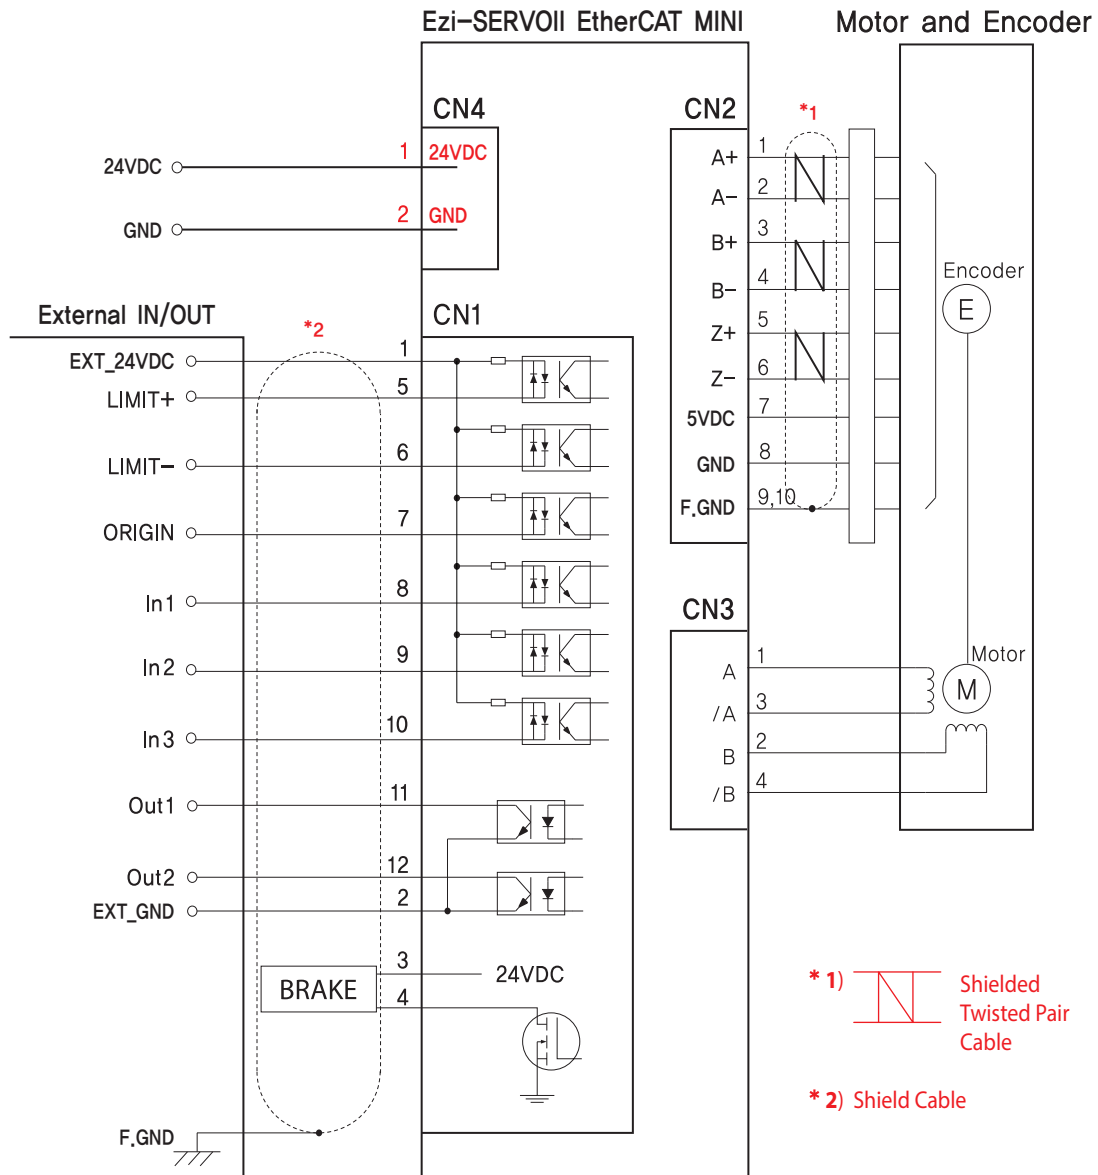 Ezi-SERVOII EtherCAT MINI
Motor and Encoder
CN4
24VDC 1 24VDC
GND 2 GND
External IN/OUT
*2
CN1
EXT_24VDC 1
LIMIT+ 5
LIMIT- 6
ORIGIN 7
In1 8
In2 9
In3 10
Out1 11
Out2 12
EXT_GND 2
BRAKE
3 24VDC
4
F.GND
CN2
*1
A+ 1
A- 2
B+ 3
B- 4
Z+ 5
Z- 6
5VDC 7
GND 8
F.GND 9,10
Encoder
E
CN3
A 1
/A 3
B 2
/B 4
Motor
M
* 1) Shielded
Twisted Pair
Cable
* 2) Shield Cable